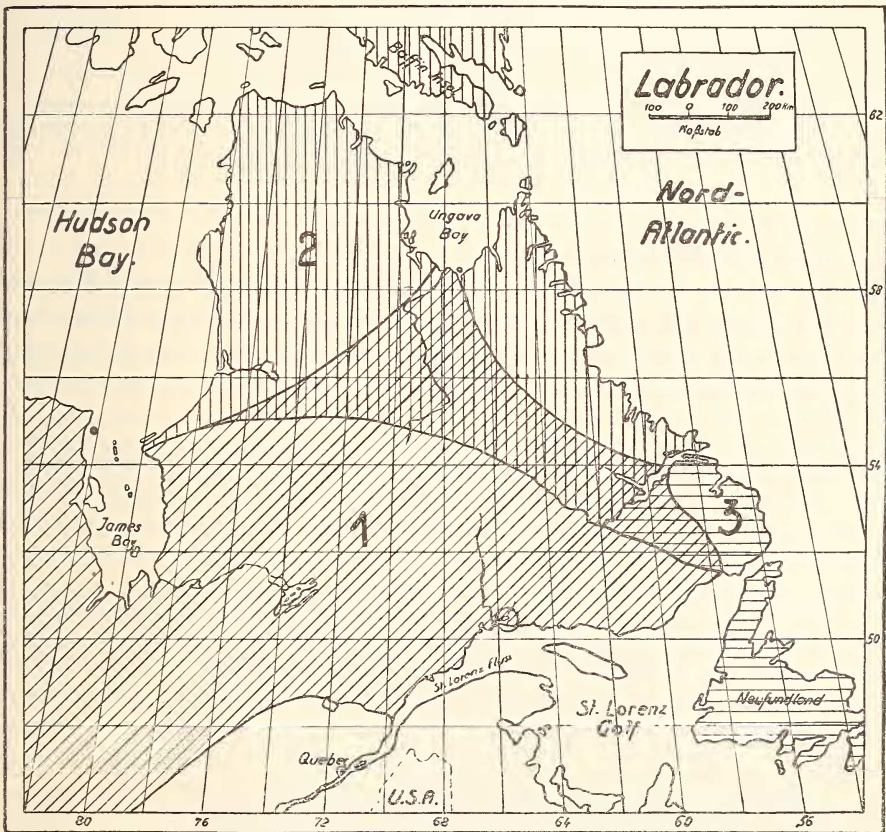 Baffin Insel
Labrador.
100 0 100 200 Km
Maßstab
62
Nord-
Atlantic.
Hudson
Bay.
Ungava
Bay
2
58
54
James
Bay
1
3
50
St. Lorenz Fluss
St. Lorenz
Golf
Neufundland
Quebec
U.S.A.
80 76 72 68 64 60 56